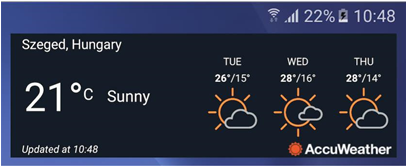 22% 10:48
Szeged, Hungary
21°C Sunny
TUE WED THU
26°/15° 28°/16° 28°/14°
Updated at 10:48
AccuWeather